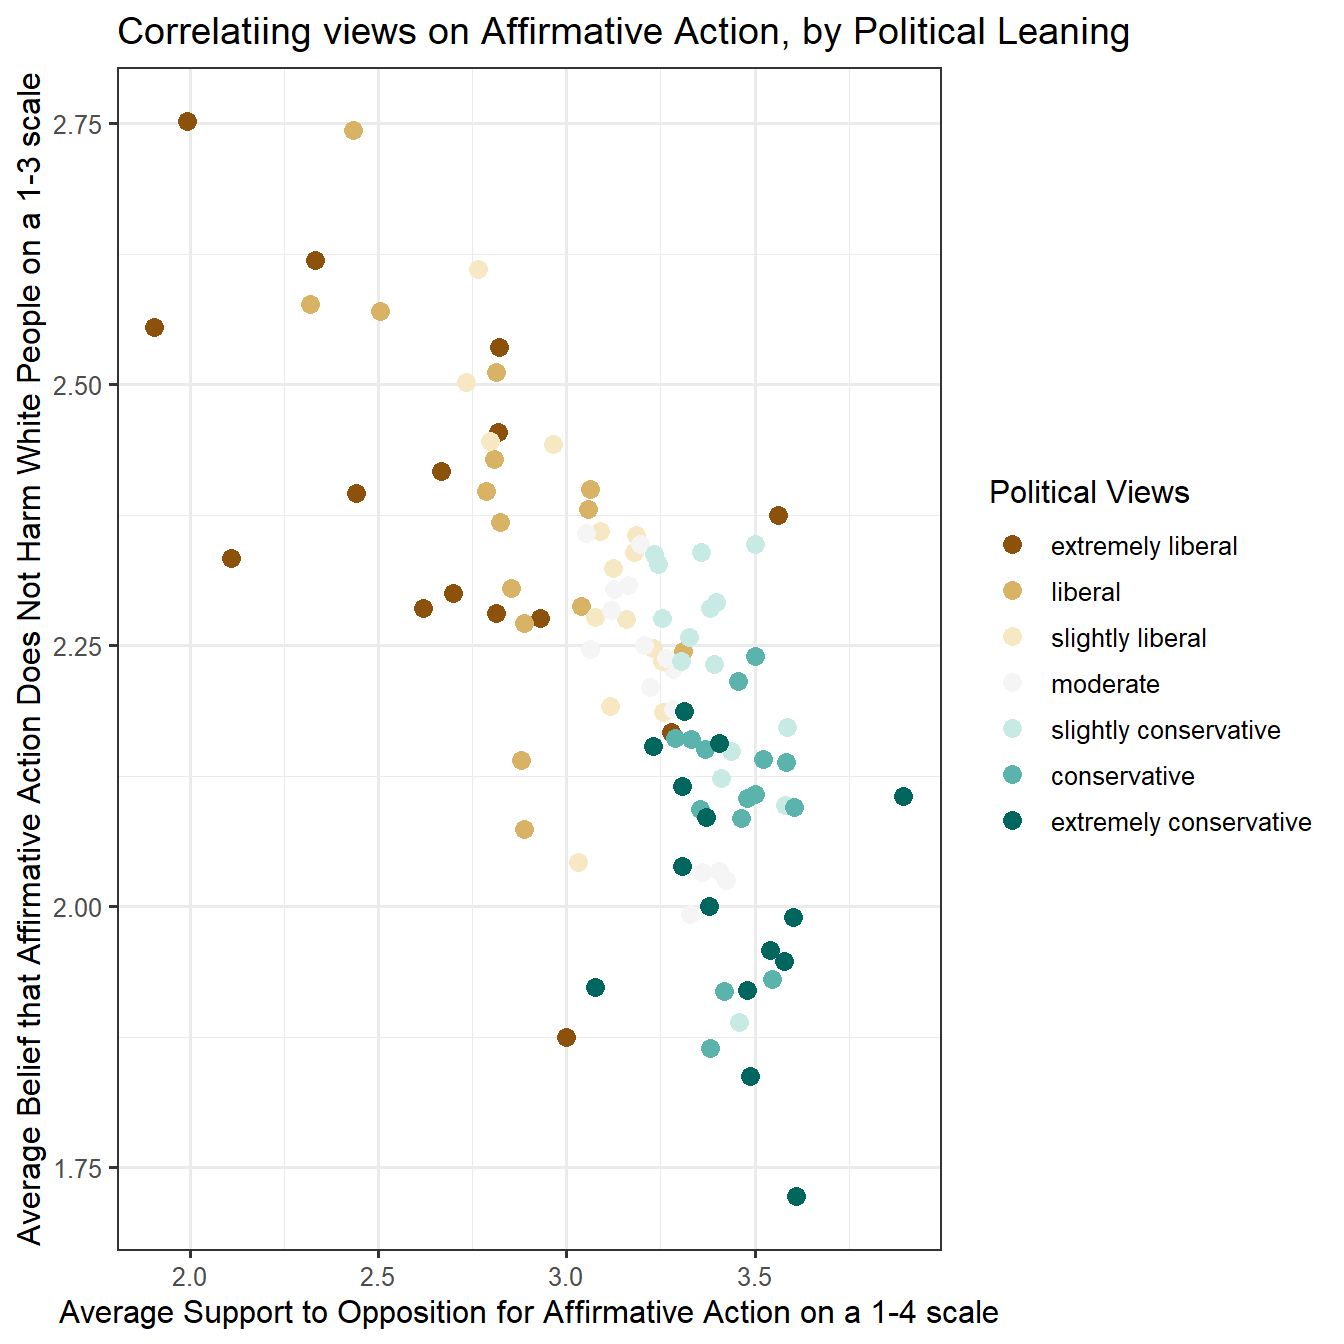 Correlatiing views on Affirmative Action, by Political Leaning
Average Belief that Affirmative Action Does Not Harm White People on a 1-3 scale
2.75
2.50
2.25
2.00
1.75
2.0
2.5
3.0
3.5
Average Support to Opposition for Affirmative Action on a 1-4 scale
Political Views
extremely liberal
liberal
slightly liberal
moderate
slightly conservative
conservative
extremely conservative